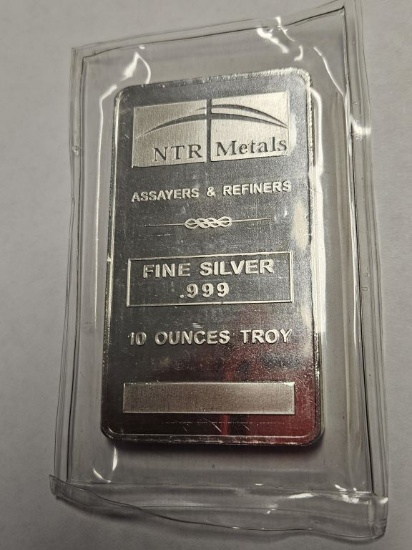 NTR Metals
ASSAYERS & REFINERS
FINE SILVER
.999
10 OUNCES TROY